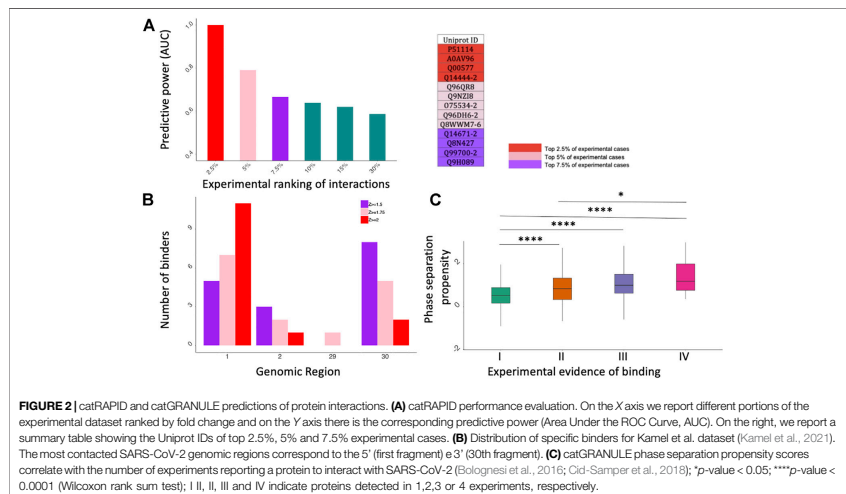 A
Predictive power (AUC)
1.0
0.8
0.6
0.4
2.5%
5%
7.5%
10%
15%
30%
Experimental ranking of interactions
Uniprot ID
P51114
A0AV96
Q00577
Q14444-2
Q96QR8
Q9NZI8
O75534-2
Q96DH6-2
Q8WWM7-6
Q14671-2
Q8N427
Q99700-2
Q9H089
Top 2.5% of experimental cases
Top 5% of experimental cases
Top 7.5% of experimental cases
B
Number of binders
9
6
3
0
1
2
29
30
Genomic Region
Z>=1.5
Z>=1.75
Z>=2
C
Phase separation
propensity
2
0
-2
*
****
****
****
I
II
III
IV
Experimental evidence of binding
FIGURE 2 | catRAPID and catGRANULE predictions of protein interactions. (A) catRAPID performance evaluation. On the X axis we report different portions of the
experimental dataset ranked by fold change and on the Y axis there is the corresponding predictive power (Area Under the ROC Curve, AUC). On the right, we report a
summary table showing the Uniprot IDs of top 2.5%, 5% and 7.5% experimental cases. (B) Distribution of specific binders for Kamel et al. dataset (Kamel et al., 2021).
The most contacted SARS-CoV-2 genomic regions correspond to the 5' (first fragment) e 3' (30th fragment). (C) catGRANULE phase separation propensity scores
correlate with the number of experiments reporting a protein to interact with SARS-CoV-2 (Bolognesi et al., 2016; Cid-Samper et al., 2018); *p-value < 0.05; ****p-value <
0.0001 (Wilcoxon rank sum test); I II, II, III and IV indicate proteins detected in 1,2,3 or 4 experiments, respectively.